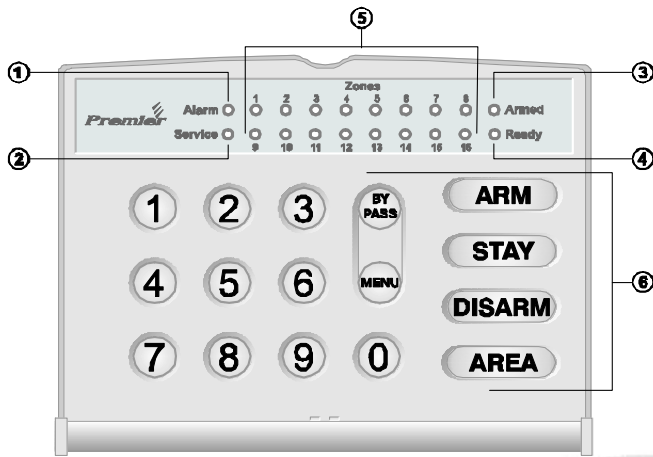 5
1
3
Zones
1 2 3 4 5 6 7 8
Alarm
Armed
Premier
Service
Ready
9 10 11 12 13 14 15 16
2
4
1 2 3 BY PASS ARM
STAY
4 5 6 MENU
6
DISARM
7 8 9 0 AREA